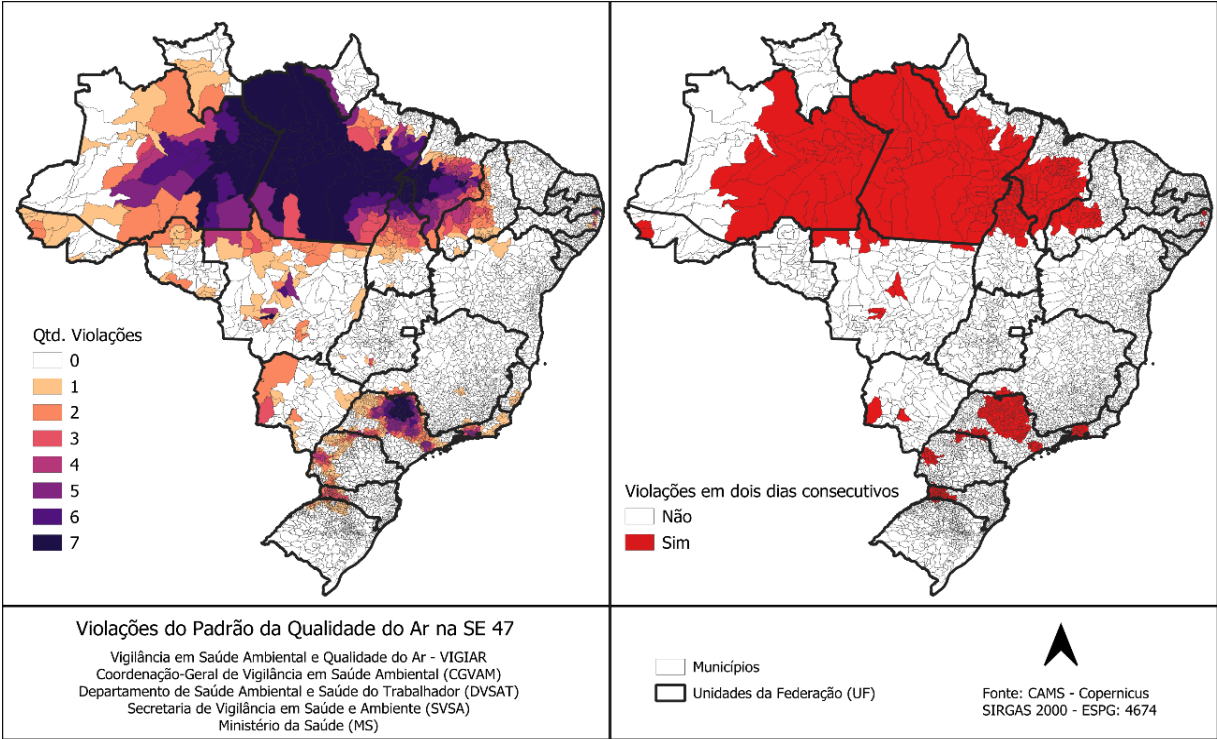 Qtd. Violações
0
1
2
3
4
5
6
7
Violações em dois dias consecutivos
Não
Sim
Violações do Padrão da Qualidade do Ar na SE 47
Vigilância em Saúde Ambiental e Qualidade do Ar - VIGIAR
Coordenação-Geral de Vigilância em Saúde Ambiental (CGVAM)
Departamento de Saúde Ambiental e Saúde do Trabalhador (DVSAT)
Secretaria de Vigilância em Saúde e Ambiente (SVSA)
Ministério da Saúde (MS)
Municípios
Unidades da Federação (UF)
Fonte: CAMS - Copernicus
SIRGAS 2000 - ESPG: 4674